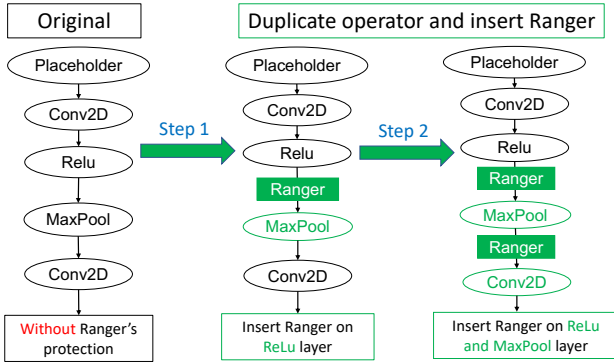 Original
Duplicate operator and insert Ranger
Placeholder
Conv2D
Relu
MaxPool
Conv2D
Without Ranger's
protection
Step 1
Placeholder
Conv2D
Relu
Ranger
MaxPool
Conv2D
Insert Ranger on
ReLu layer
Step 2
Placeholder
Conv2D
Relu
Ranger
MaxPool
Ranger
Conv2D
Insert Ranger on ReLu
and MaxPool layer